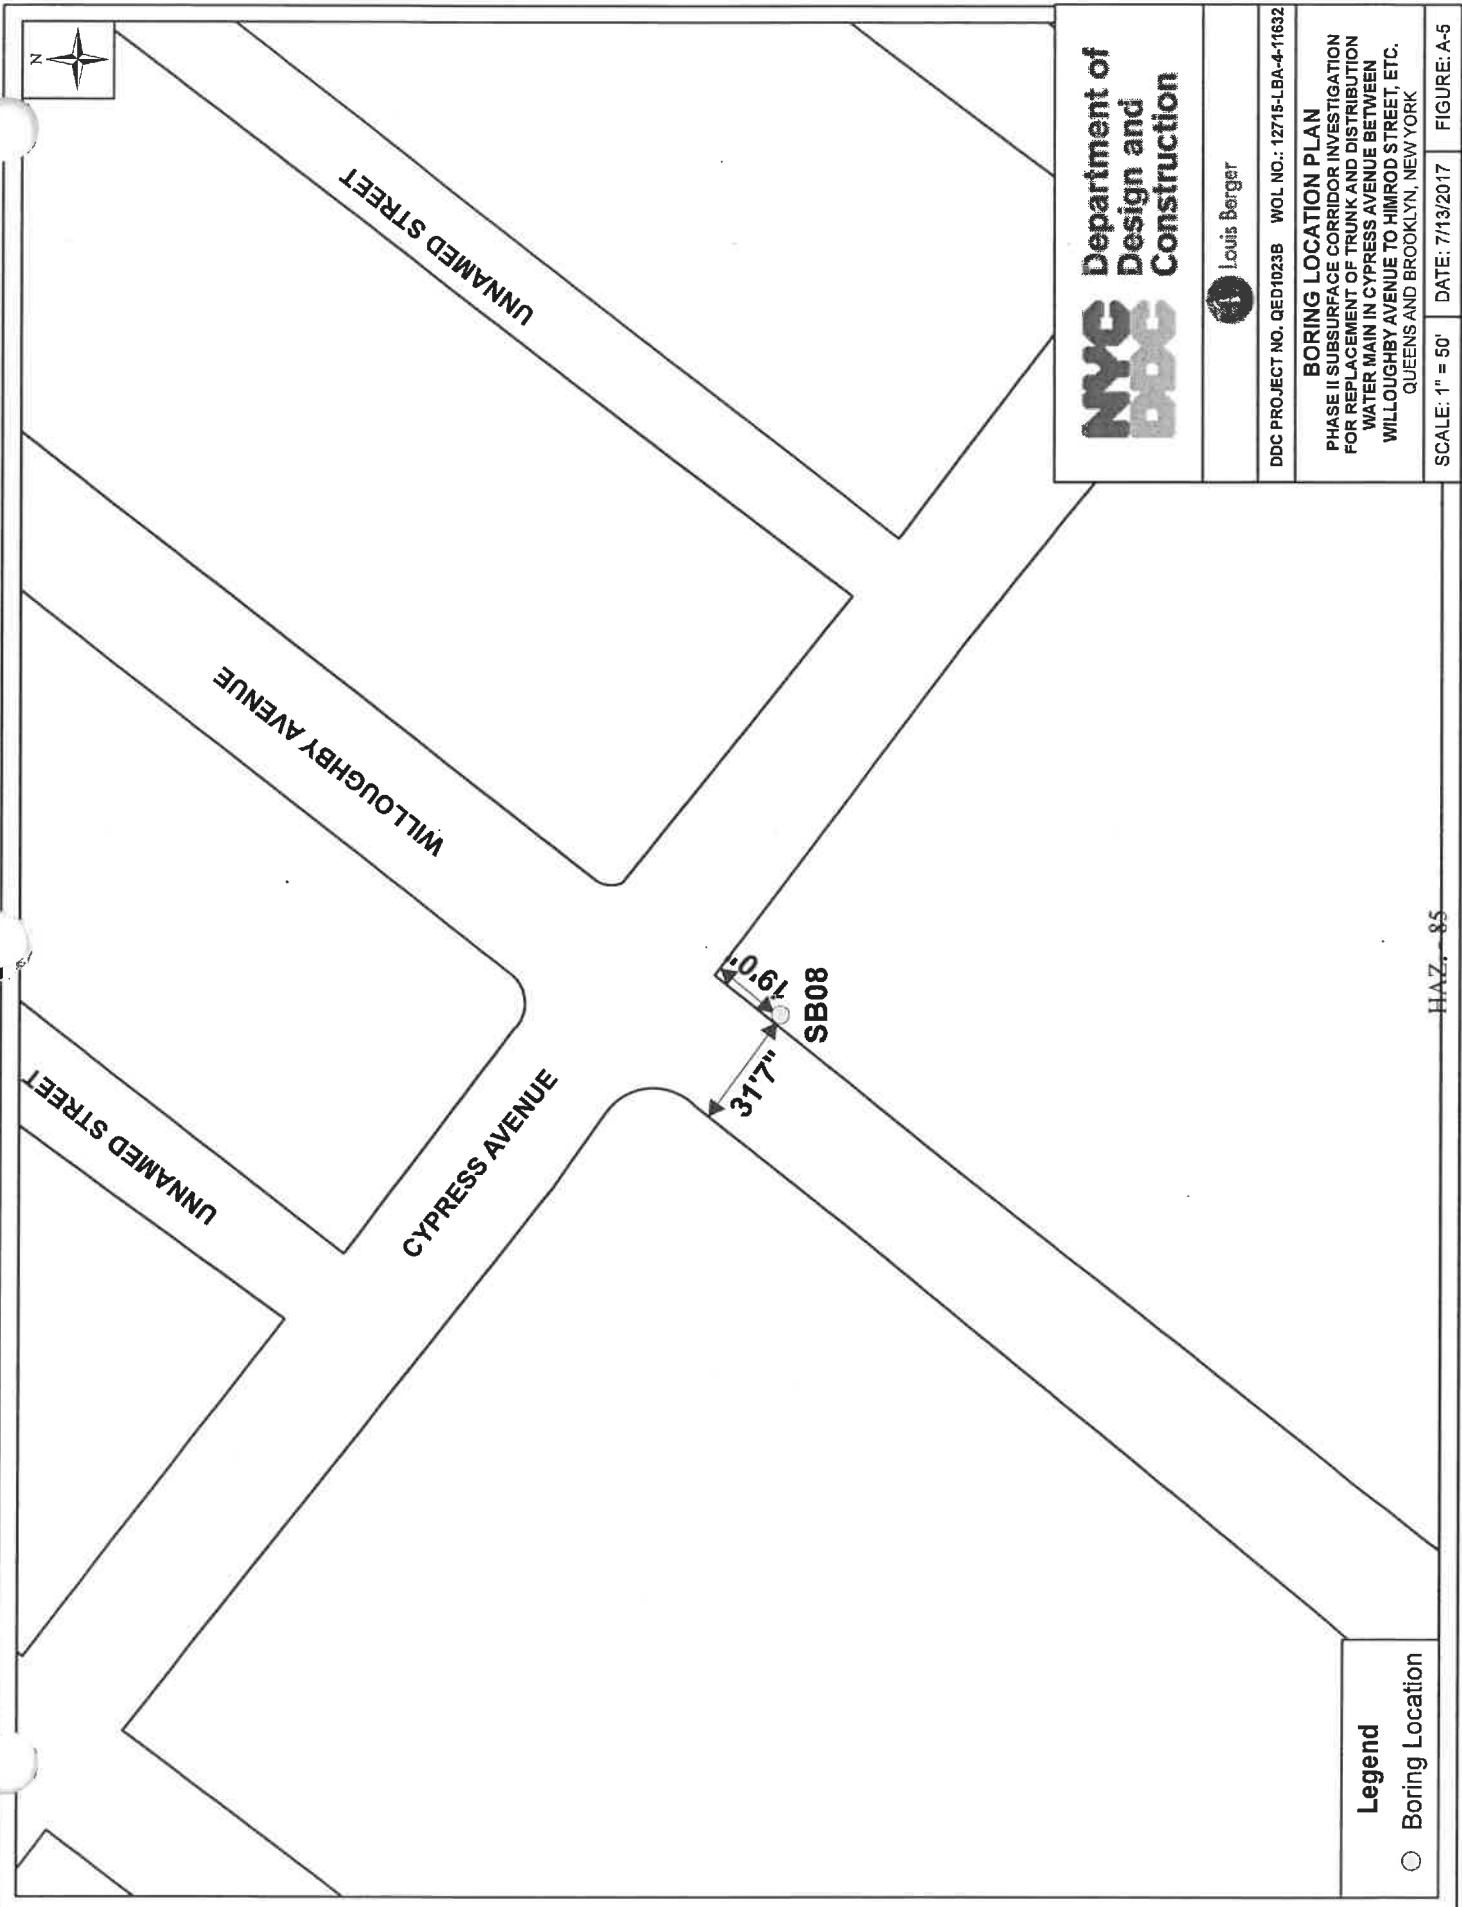 N
UNNAMED STREET
WILLOUGHBY AVENUE
UNNAMED STREET
CYPRESS AVENUE
19'0"
31'7"
SB08
Legend
Boring Location
NYC
DDC
Department of
Design and
Construction
Louis Berger
DDC PROJECT NO. QED1023B WOL NO.: 12715-LBA-4-11632
BORING LOCATION PLAN
PHASE II SUBSURFACE CORRIDOR INVESTIGATION
FOR REPLACEMENT OF TRUNK AND DISTRIBUTION
WATER MAIN IN CYPRESS AVENUE BETWEEN
WILLOUGHBY AVENUE TO HIMROD STREET, ETC.
QUEENS AND BROOKLYN, NEW YORK
SCALE: 1" = 50' DATE: 7/13/2017 FIGURE: A-5
HAZ. - 85